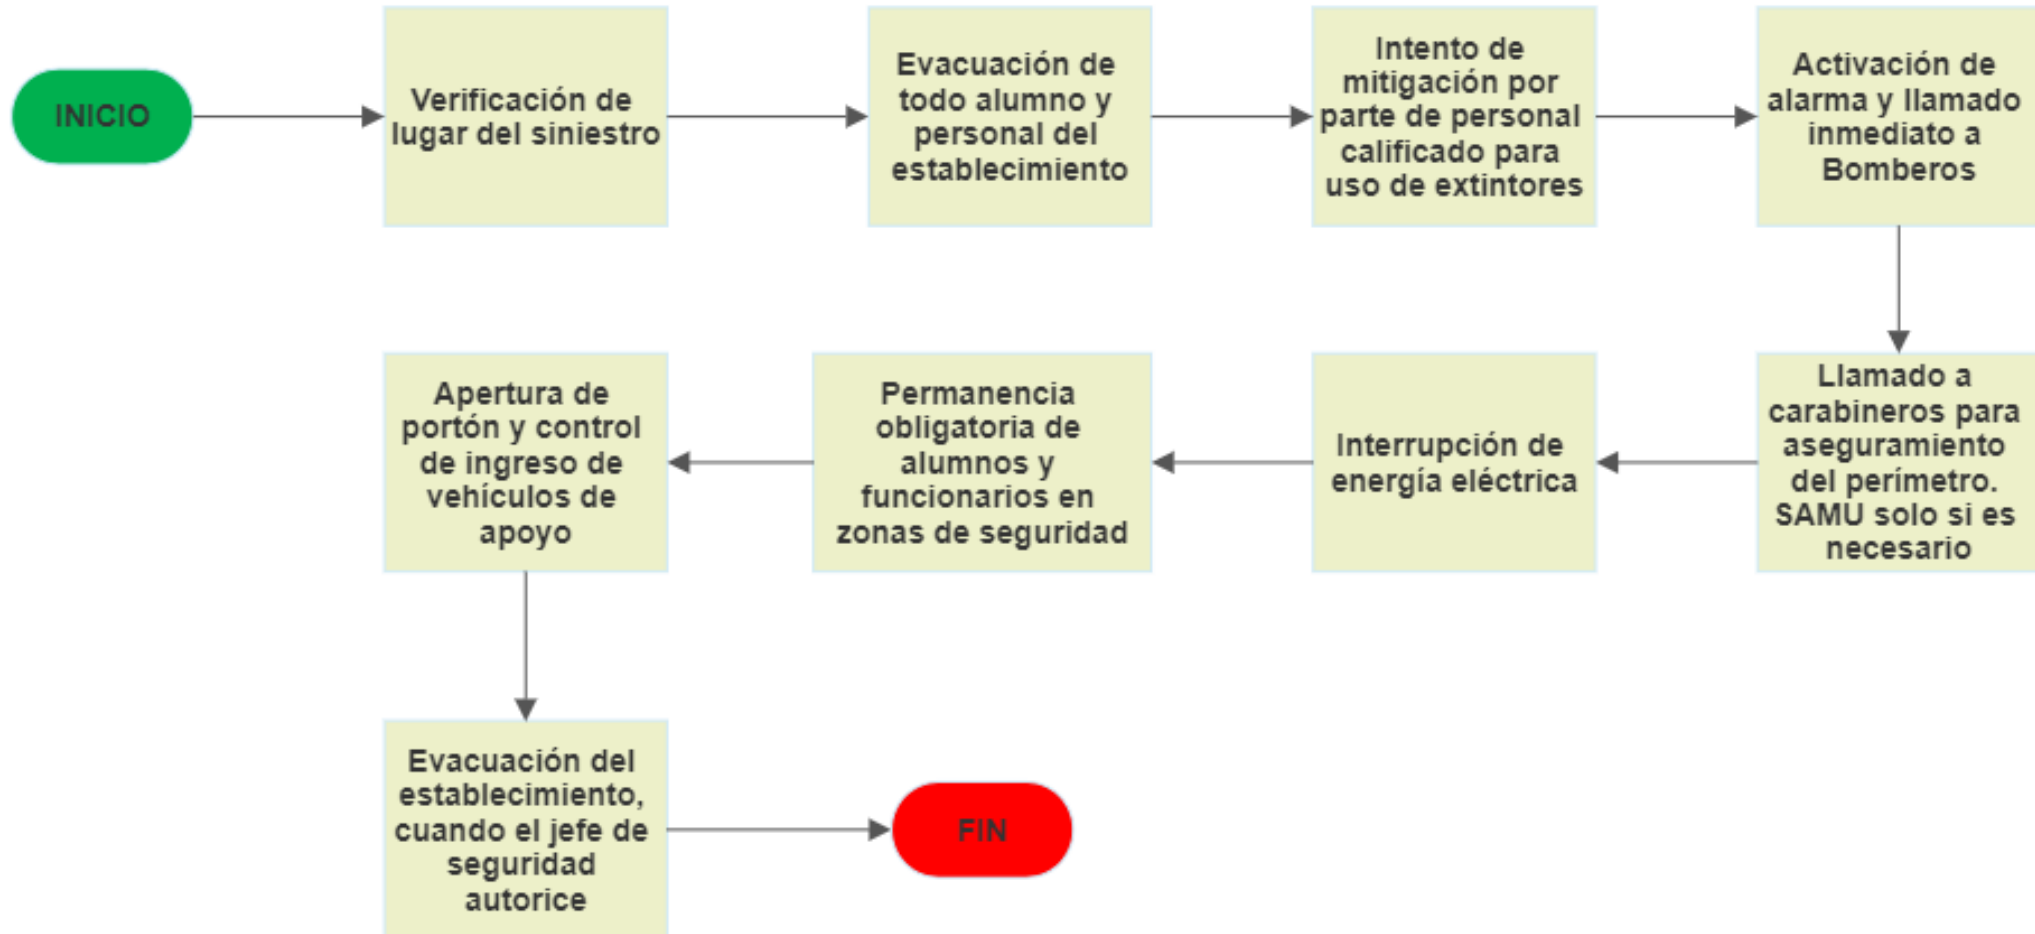 INICIO
Verificación de
lugar del siniestro
Evacuación de
todo alumno y
personal del
establecimiento
Intento de
mitigación por
parte de personal
calificado para
uso de extintores
Activación de
alarma y llamado
inmediato a
Bomberos
Llamado a
carabineros para
aseguramiento
del perímetro.
SAMU solo si es
necesario
Interrupción de
energía eléctrica
Permanencia
obligatoria de
alumnos y
funcionarios en
zonas de seguridad
Apertura de
portón y control
de ingreso de
vehículos de
apoyo
Evacuación del
establecimiento,
cuando el jefe de
seguridad
autorice
FIN